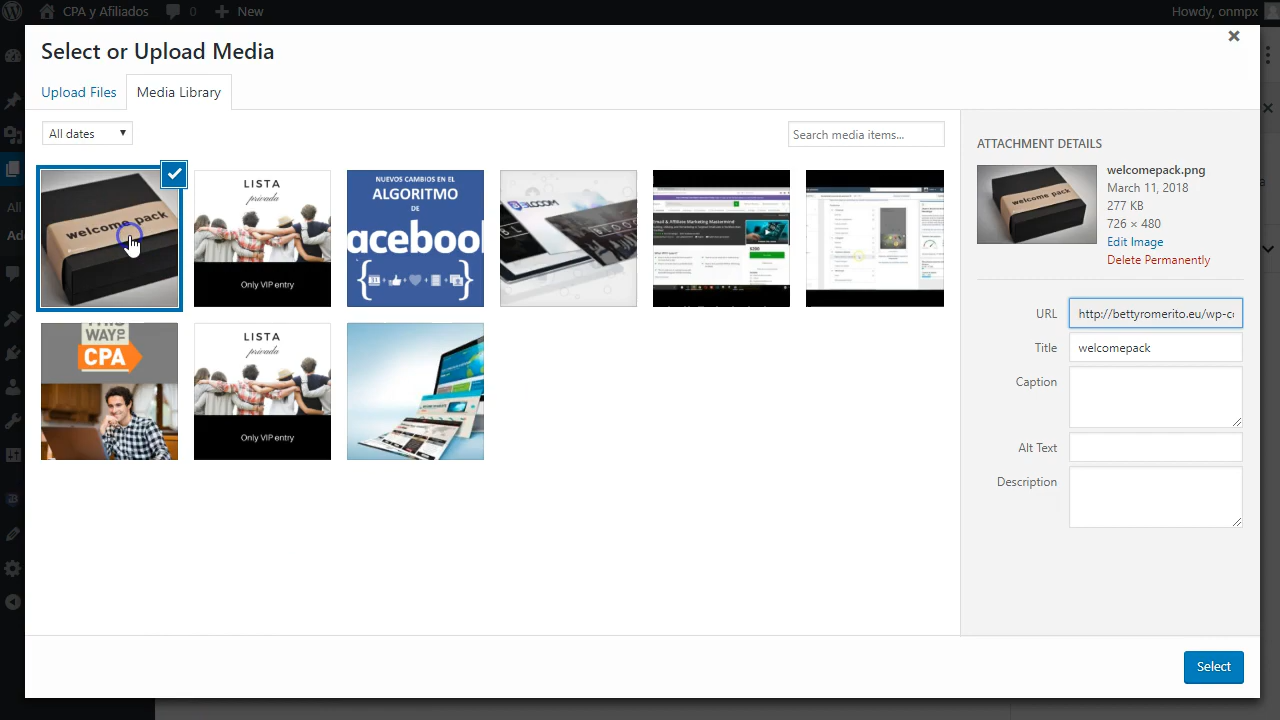 CPA y Afiliados
0
New
Howdy, onmpx
Select or Upload Media
Upload Files
Media Library
All dates
Search media items...
welcome pack
LISTA
privada
Only VIP entry
NUEVOS CAMBIOS EN EL
ALGORITMO
DE
acebool
WAY TO
CPA
LISTA
privada
Only VIP entry
ATTACHMENT DETAILS
welcome pack
welcomepack.png
March 11, 2018
277 KB
Edit Image
Delete Permanently
URL
http://bettyromerito.eu/wp-c
Title
welcomepack
Caption
Alt Text
Description
Select